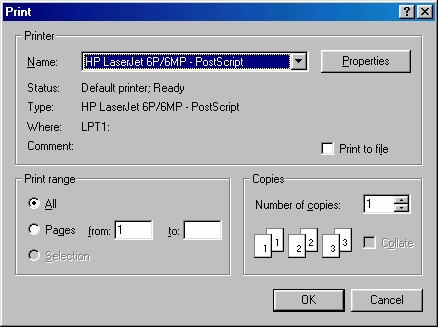 Print
Printer
Name: HP LaserJet 6P/6MP - PostScript Properties
Status: Default printer; Ready
Type: HP LaserJet 6P/6MP - PostScript
Where: LPT1:
Comment: Print to file
Print range
All
Pages from: 1 to:
Selection
Copies
Number of copies: 1
1 1 2 2 3 3 Collate
OK Cancel